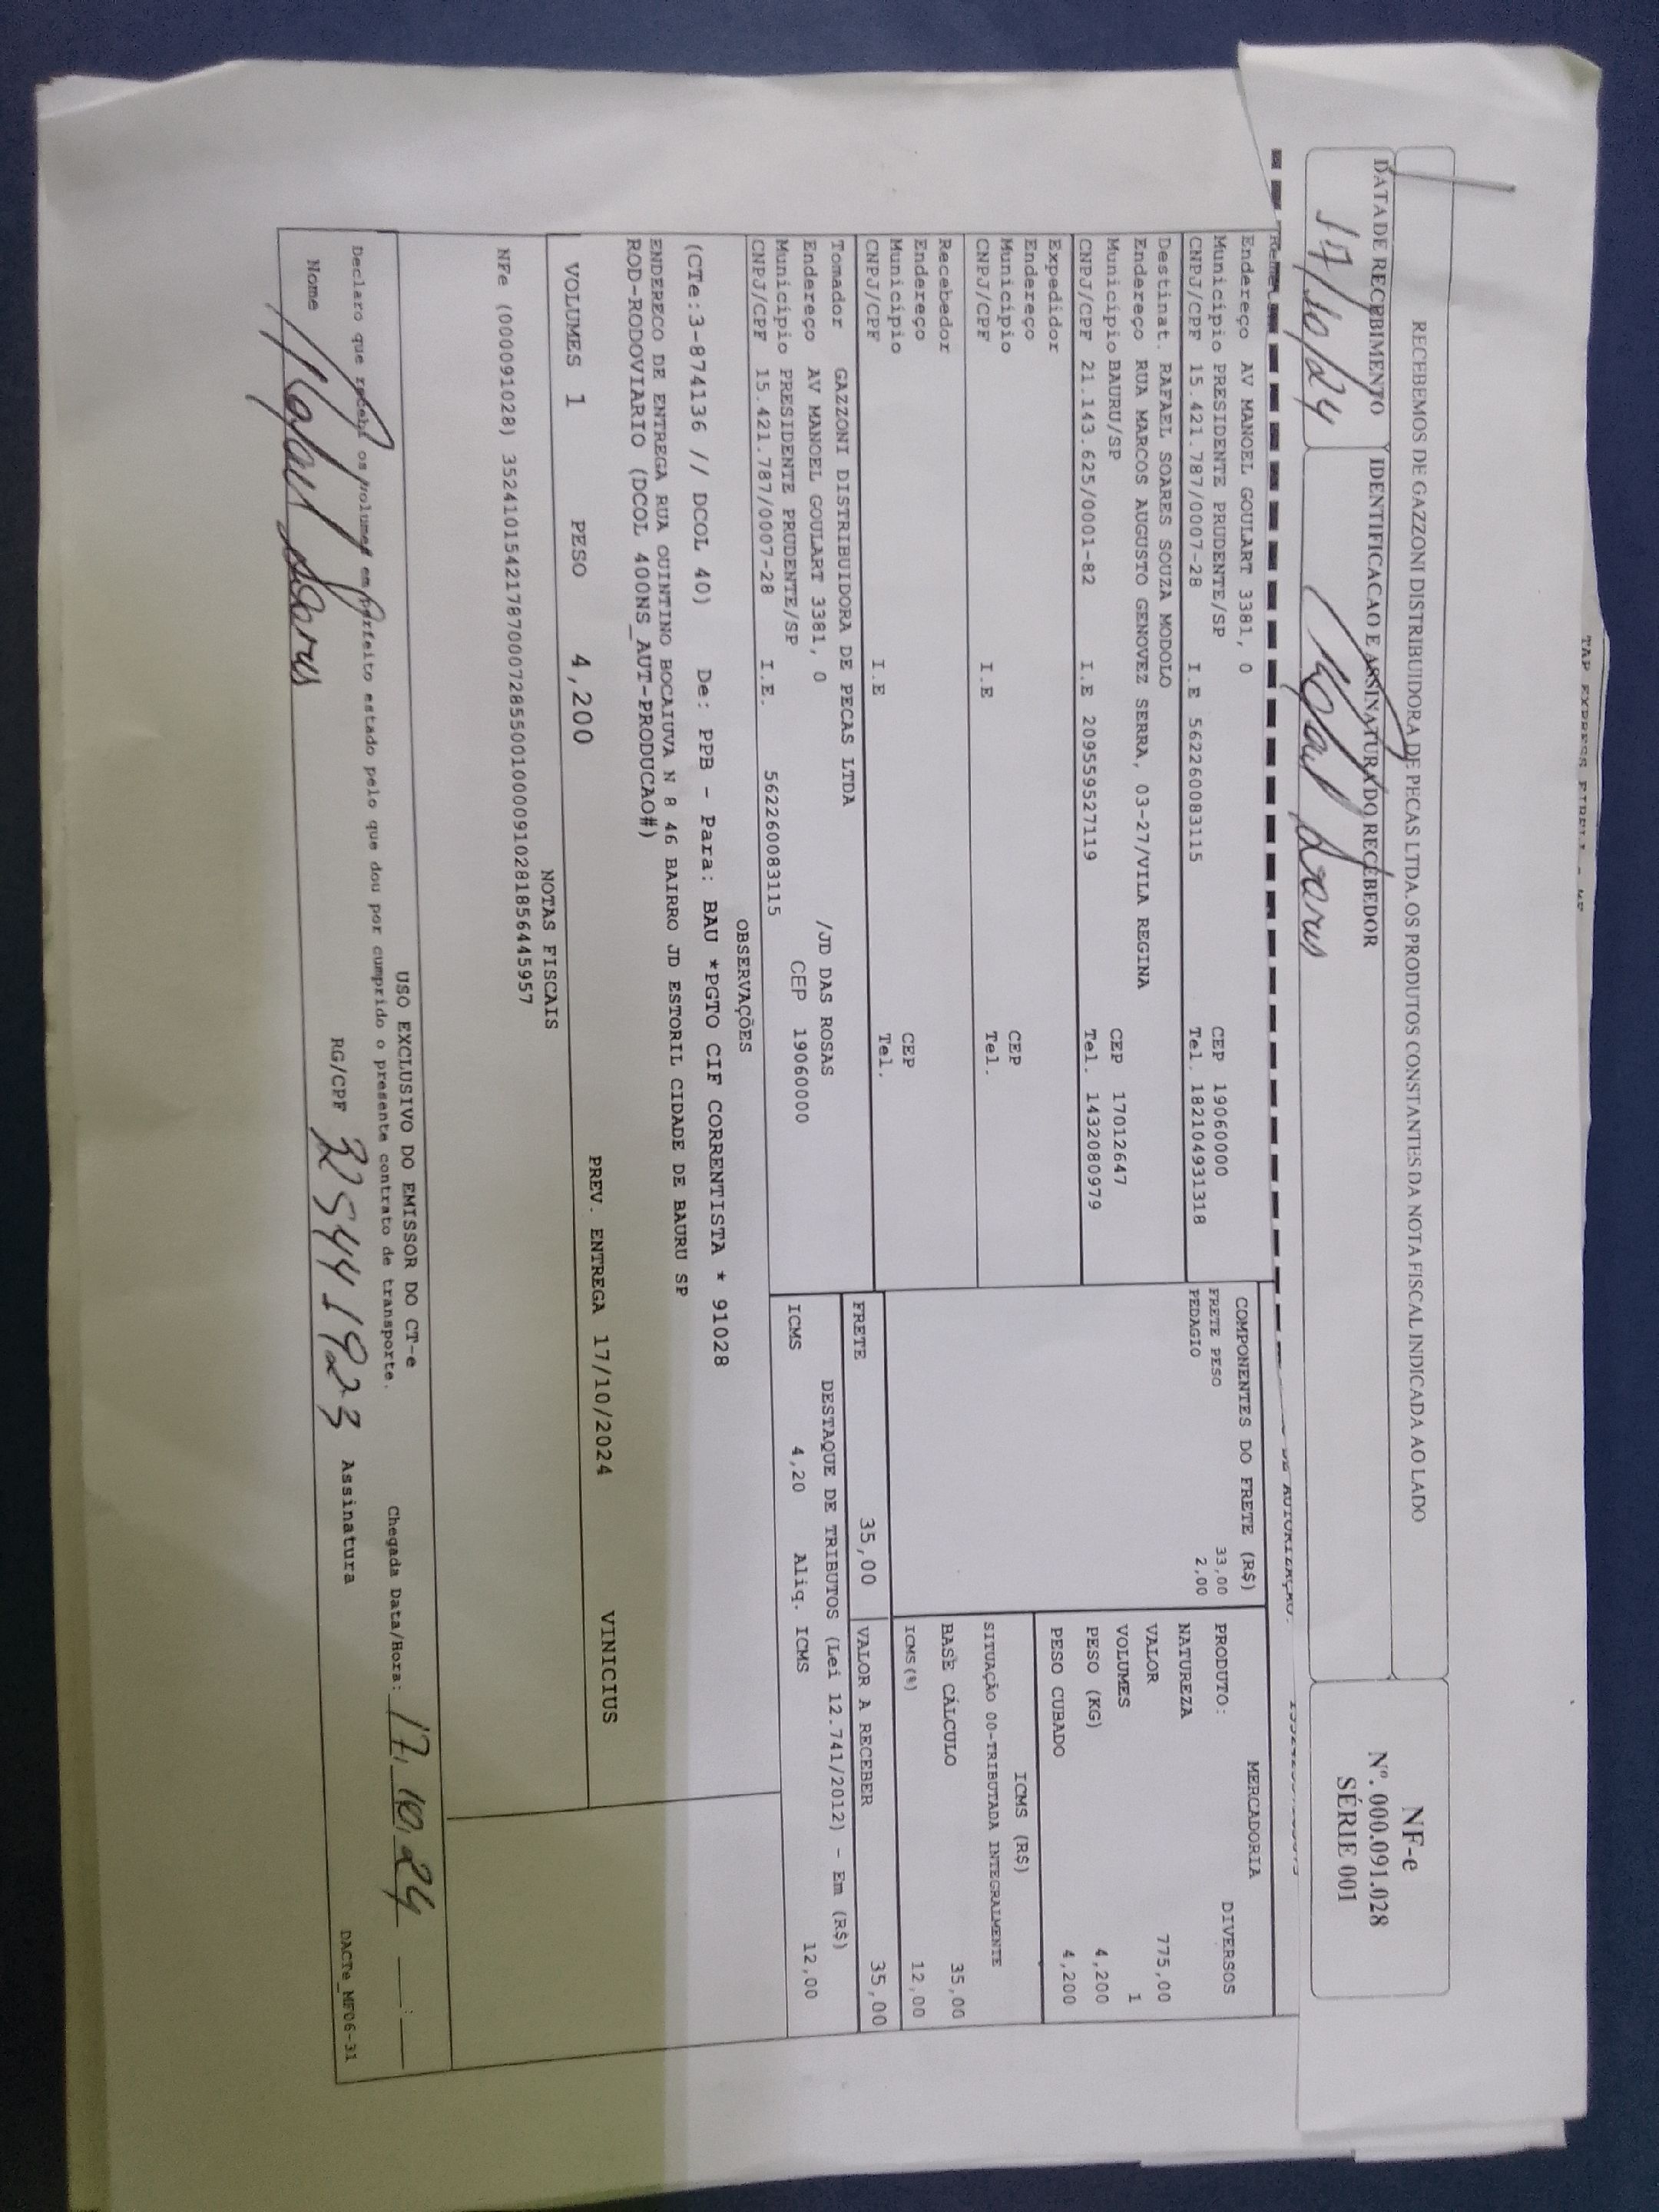 TAP EXPRESS EIRELI - ME
RECEBEMOS DE GAZZONI DISTRIBUIDORA DE PECAS LTDA. OS PRODUTOS CONSTANTES DA NOTA FISCAL INDICADA AO LADO
DATA DE RECEBIMENTO
17/10/24
IDENTIFICACAO E ASSINATURA DO RECEBEDOR
Rafael Soares
NF-e
Nº. 000.091.028
SÉRIE 001
DE AUTORIZAÇÃO:
Endereço AV MANOEL GOULART 3381, 0
Município PRESIDENTE PRUDENTE/SP CEP 19060000
CNPJ/CPF 15.421.787/0007-28 I.E 562260083115 Tel. 1821049313​18
Destinat. RAFAEL SOARES SOUZA MODOLO
Endereço RUA MARCOS AUGUSTO GENOVEZ SERRA, 03-27/VILA REGINA
Município BAURU/SP CEP 17012647
CNPJ/CPF 21.143.625/0001-82 I.E 209559527119 Tel. 1432080979
Expedidor
Endereço
Município CEP
CNPJ/CPF I.E Tel.
Recebedor
Endereço
Município CEP
CNPJ/CPF I.E Tel.
Tomador GAZZONI DISTRIBUIDORA DE PECAS LTDA
Endereço AV MANOEL GOULART 3381, 0 /JD DAS ROSAS
Município PRESIDENTE PRUDENTE/SP CEP 19060000
CNPJ/CPF 15.421.787/0007-28 I.E. 562260083115
COMPONENTES DO FRETE (R$)
FRETE PESO 33,00
PEDAGIO 2,00
MERCADORIA
PRODUTO: DIVERSOS
NATUREZA
VALOR 775,00
VOLUMES 1
PESO (KG) 4,200
PESO CUBADO 4,200
ICMS (R$)
SITUAÇÃO 00-TRIBUTADA INTEGRALMENTE
BASE CÁLCULO 35,00
ICMS(%) 12,00
FRETE 35,00 VALOR A RECEBER 35,00
DESTAQUE DE TRIBUTOS (Lei 12.741/2012) - Em (R$)
ICMS 4,20 Aliq. ICMS 12,00
OBSERVAÇÕES
(CTe:3-874136 // DCOL 40) De: PPB - Para: BAU *PGTO CIF CORRENTISTA * 91028
ENDERECO DE ENTREGA RUA QUINTINO BOCAIUVA N 8 46 BAIRRO JD ESTORIL CIDADE DE BAURU SP
ROD-RODOVIARIO (DCOL 400NS_AUT-PRODUCAO#)
VOLUMES 1 PESO 4,200 PREV. ENTREGA 17/10/2024 VINICIUS
NOTAS FISCAIS
NFe (000091028) 35241015421787000728550010000910281856445957
USO EXCLUSIVO DO EMISSOR DO CT-e
Declaro que recebi os volumes em perfeito estado pelo que dou por cumprido o presente contrato de transporte.
Chegada Data/Hora: 17.10.24 __:__
Nome Rafael Soares RG/CPF 325441923 Assinatura
DACTe_MF06-31